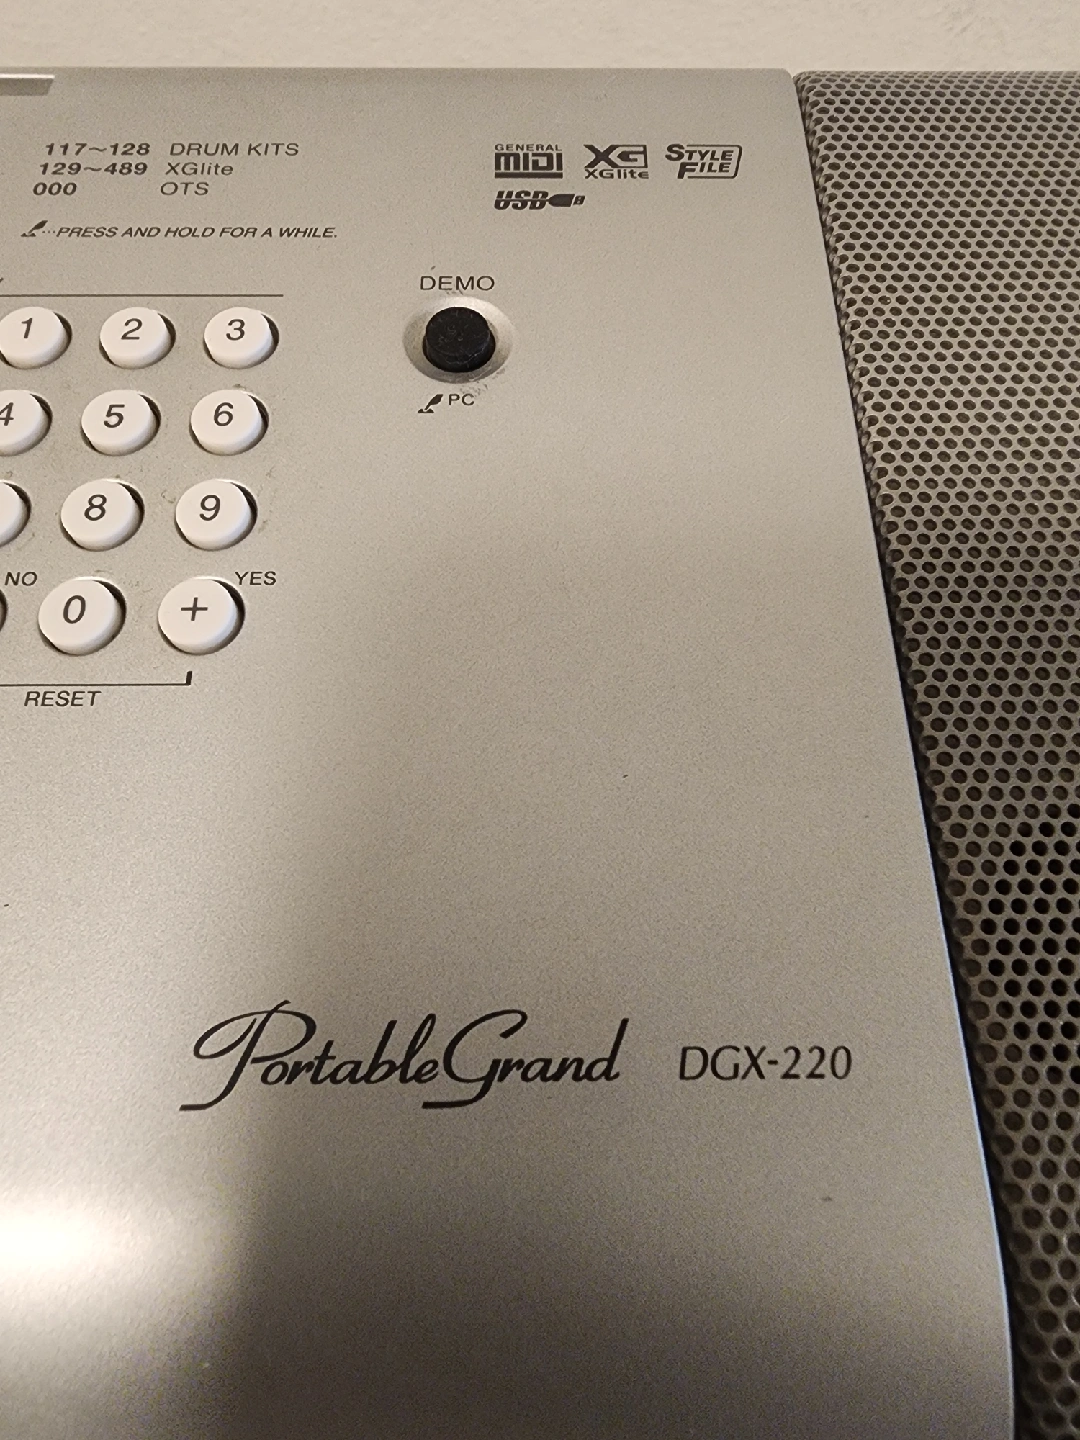 117~128 DRUM KITS
129~489 XGlite
000 OTS
...PRESS AND HOLD FOR A WHILE.
GENERAL MIDI XG XGlite STYLE FILE
USB
DEMO
PC
1 2 3
4 5 6
8 9
NO YES
0 +
RESET
PortableGrand DGX-220